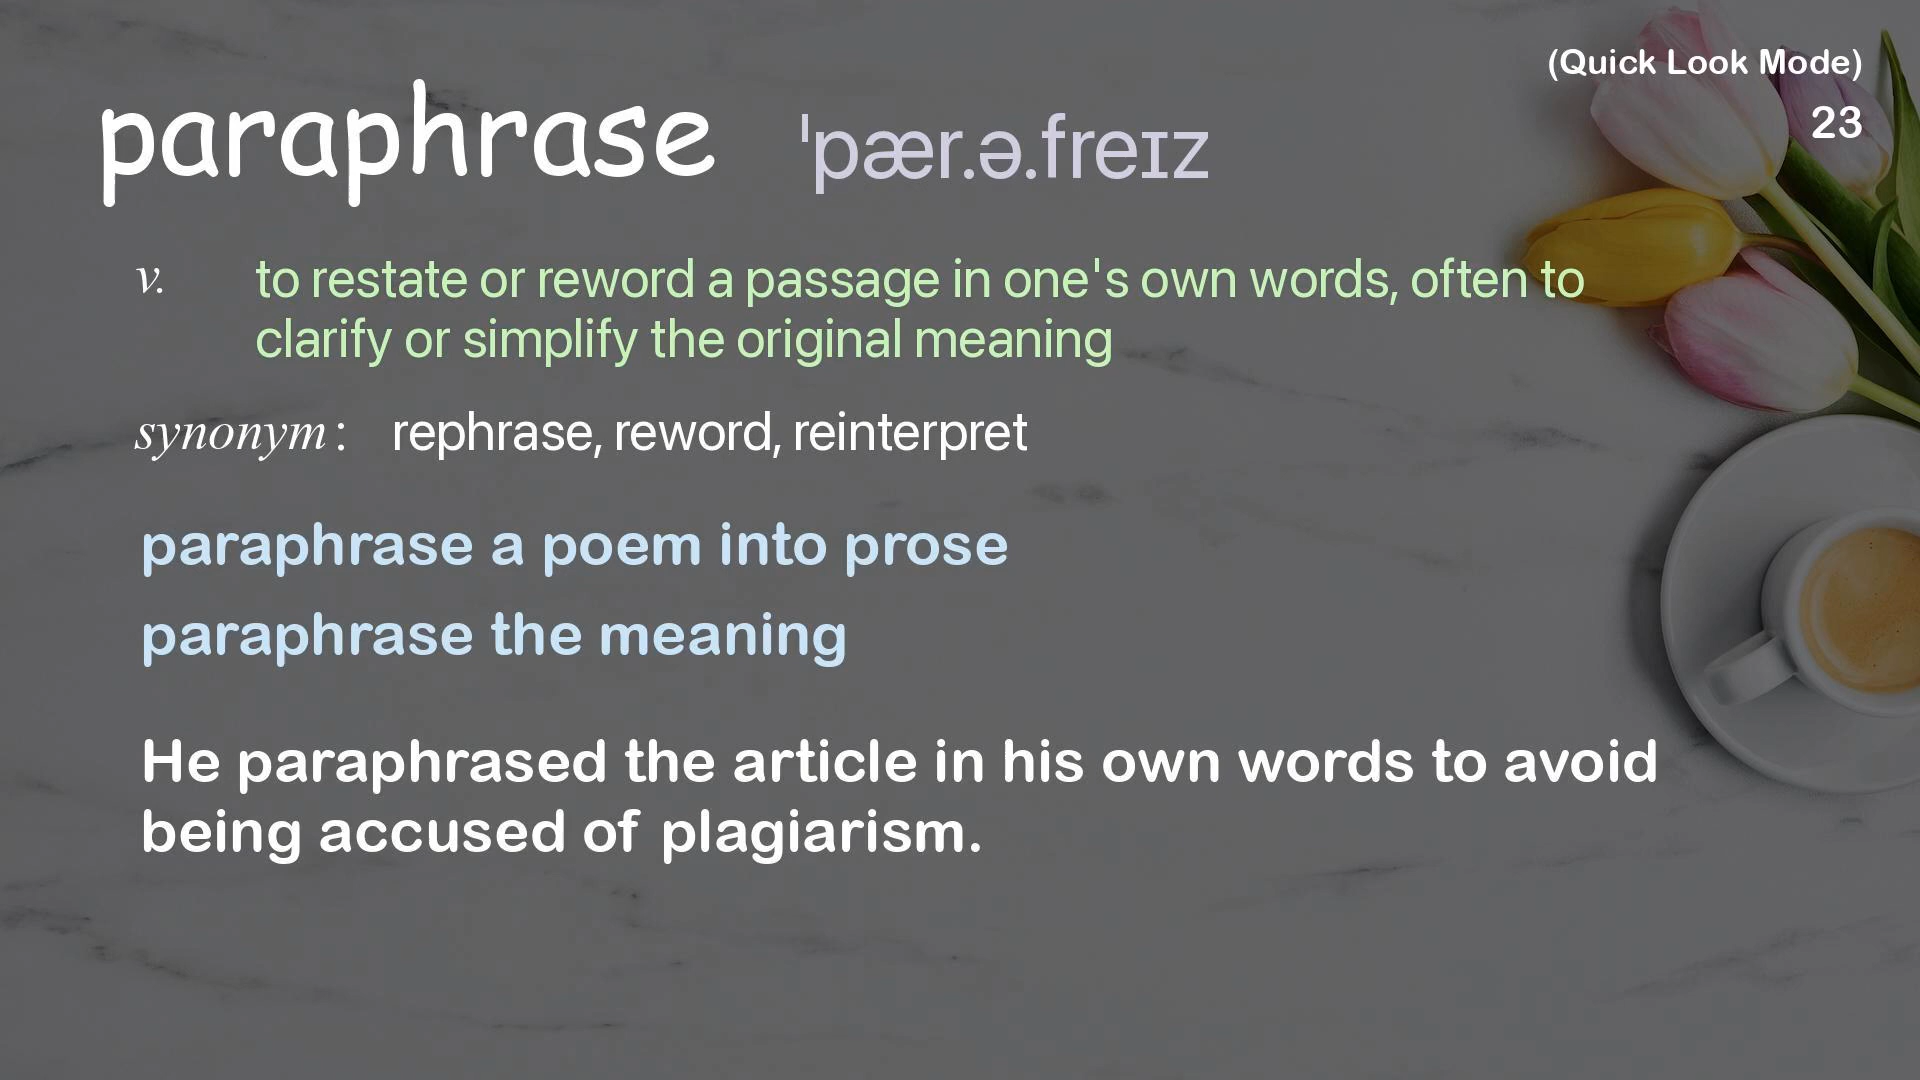 (Quick Look Mode)
23
paraphrase ˈpær.ə.freɪz
v. to restate or reword a passage in one's own words, often to
clarify or simplify the original meaning
synonym: rephrase, reword, reinterpret
paraphrase a poem into prose
paraphrase the meaning
He paraphrased the article in his own words to avoid
being accused of plagiarism.